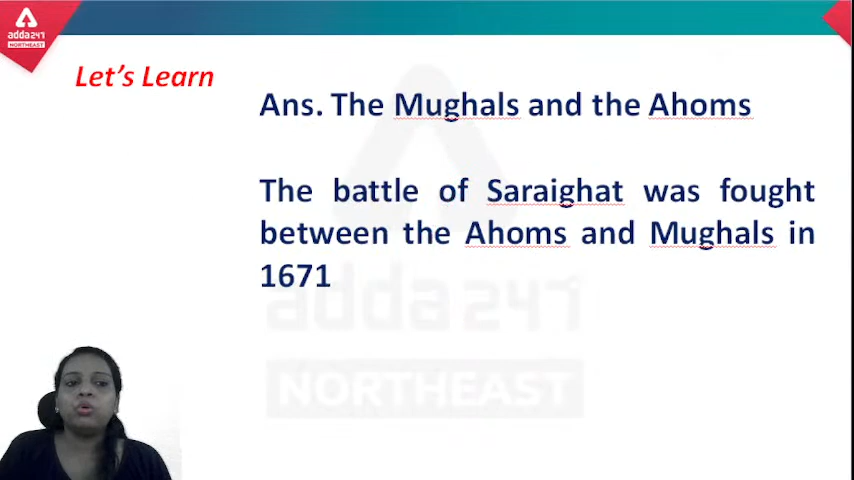 adda247
NORTHEAST
Let's Learn
Ans. The Mughals and the Ahoms
The battle of Saraighat was fought
between the Ahoms and Mughals in
1671
adda247
NORTHEAST